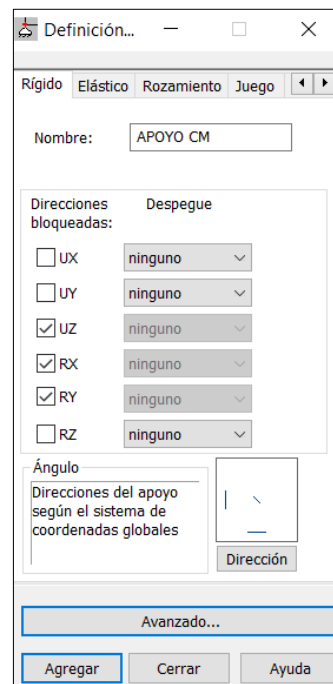 Definición...
Rígido Elástico Rozamiento Juego
Nombre: APOYO CM
Direcciones bloqueadas: Despegue
UX ninguno
UY ninguno
UZ ninguno
RX ninguno
RY ninguno
RZ ninguno
Ángulo
Direcciones del apoyo
según el sistema de
coordenadas globales
Dirección
Avanzado...
Agregar Cerrar Ayuda